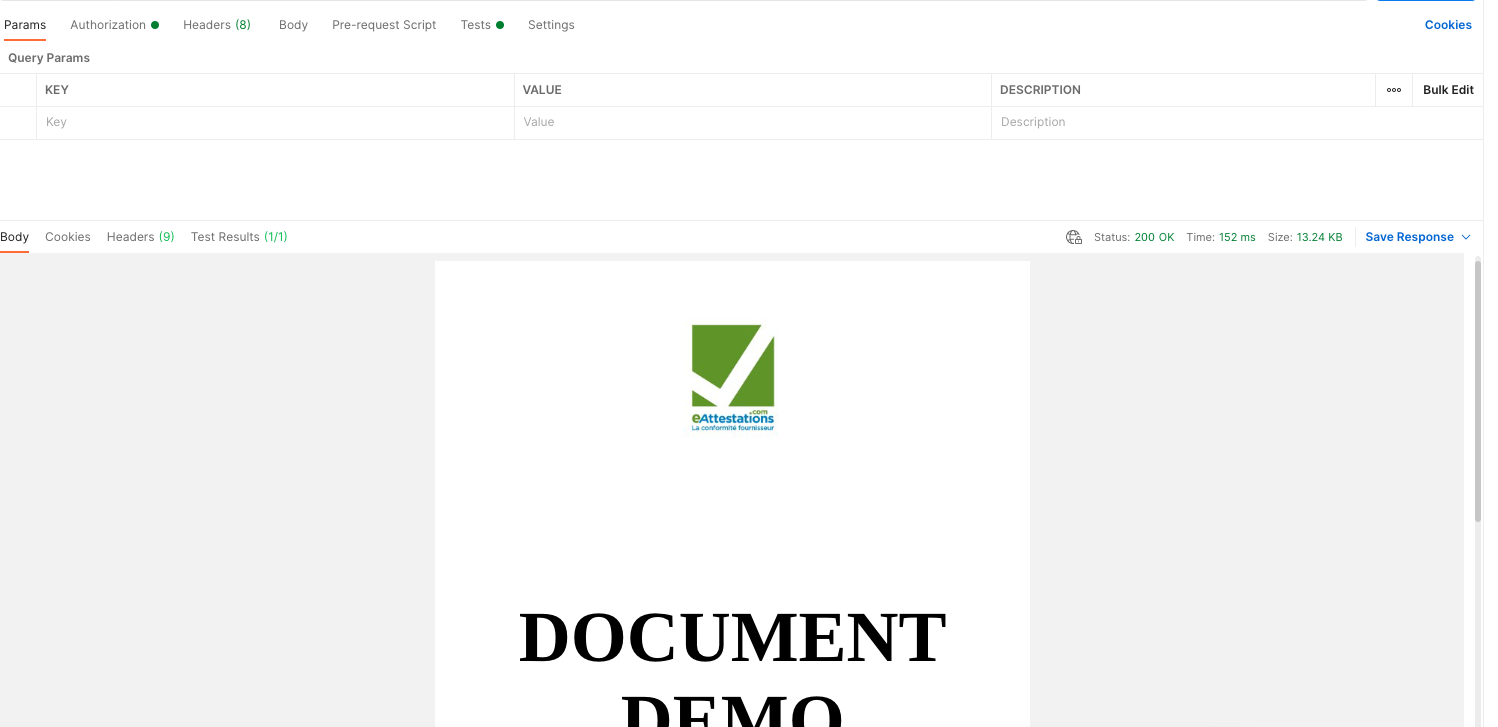 Params Authorization Headers (8) Body Pre-request Script Tests Settings Cookies
Query Params
KEY VALUE DESCRIPTION Bulk Edit
Key Value Description
Body Cookies Headers (9) Test Results (1/1) Status: 200 OK Time: 152 ms Size: 13.24 KB Save Response
.com
eAttestations
La conformité fournisseur
DOCUMENT
DEMO